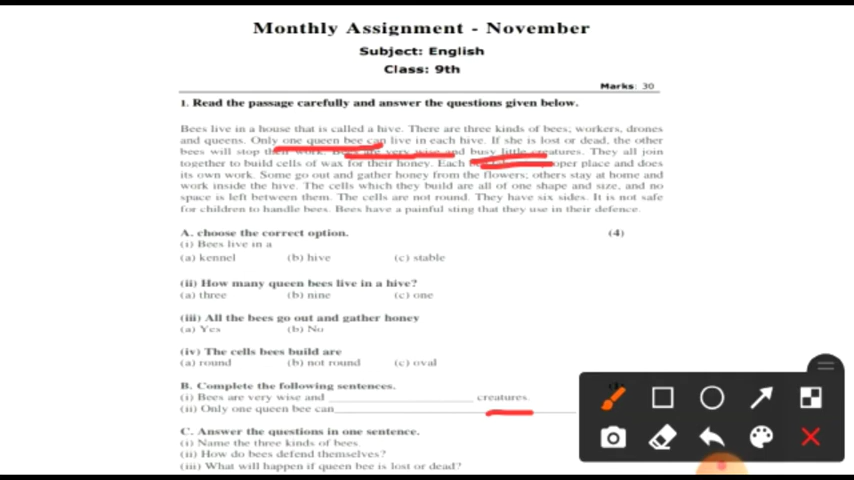 Monthly Assignment - November
Subject: English
Class: 9th
Marks: 30
1. Read the passage carefully and answer the questions given below.
Bees live in a house that is called a hive. There are three kinds of bees; workers, drones
and queens. Only one queen bee can live in each hive. If she is lost or dead, the other
bees will stop their work. Bees are very wise and busy little creatures. They all join
together to build cells of wax for their honey. Each oper place and does
its own work. Some go out and gather honey from the flowers; others stay at home and
work inside the hive. The cells which they build are all of one shape and size, and no
space is left between them. The cells are not round. They have six sides. It is not safe
for children to handle bees. Bees have a painful sting that they use in their defence.
A. choose the correct option. (4)
(i) Bees live in a
(a) kennel (b) hive (c) stable
(ii) How many queen bees live in a hive?
(a) three (b) nine (c) one
(iii) All the bees go out and gather honey
(a) Yes (b) No
(iv) The cells bees build are
(a) round (b) not round (c) oval
B. Complete the following sentences.
(i) Bees are very wise and ____________ creatures.
(ii) Only one queen bee can____________
C. Answer the questions in one sentence.
(i) Name the three kinds of bees.
(ii) How do bees defend themselves?
(iii) What will happen if queen bee is lost or dead?